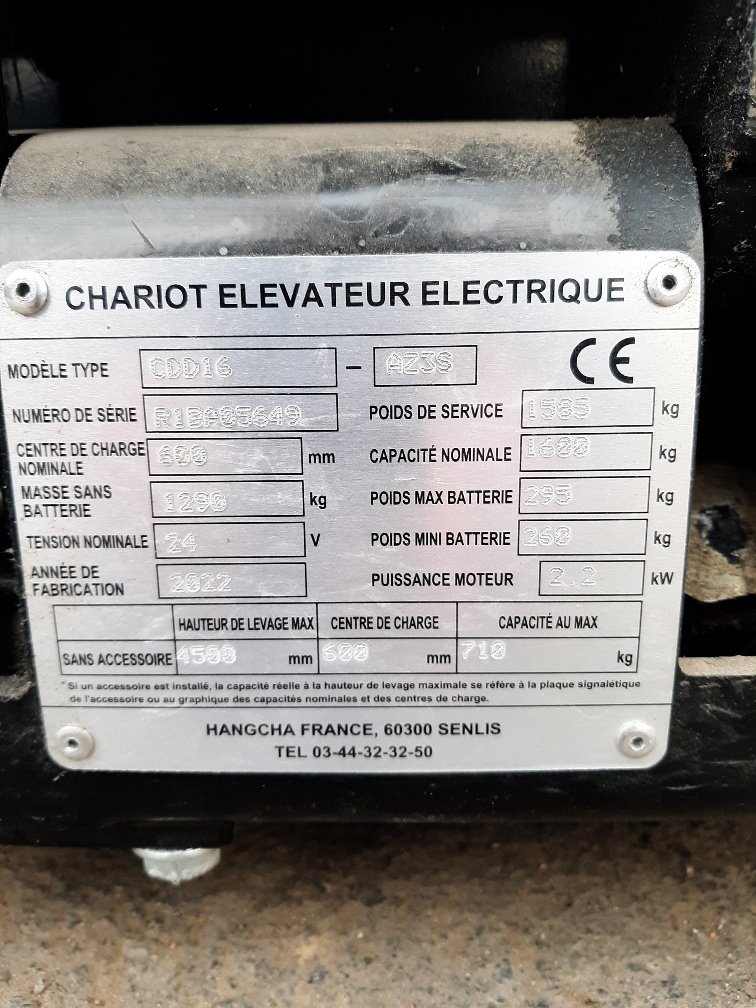 CHARIOT ELEVATEUR ELECTRIQUE
MODÈLE TYPE CDD16 - AZ3S CE
NUMÉRO DE SÉRIE R1BA05649 POIDS DE SERVICE 1585 kg
CENTRE DE CHARGE NOMINALE 600 mm CAPACITÉ NOMINALE 1600 kg
MASSE SANS BATTERIE 1290 kg POIDS MAX BATTERIE 295 kg
TENSION NOMINALE 24 V POIDS MINI BATTERIE 260 kg
ANNÉE DE FABRICATION 2022 PUISSANCE MOTEUR 2.2 kW
HAUTEUR DE LEVAGE MAX CENTRE DE CHARGE CAPACITÉ AU MAX
SANS ACCESSOIRE 4500 mm 600 mm 710 kg
*Si un accessoire est installé, la capacité réelle à la hauteur de levage maximale se réfère à la plaque signalétique
de l'accessoire ou au graphique des capacités nominales et des centres de charge.
HANGCHA FRANCE, 60300 SENLIS
TEL 03-44-32-32-50